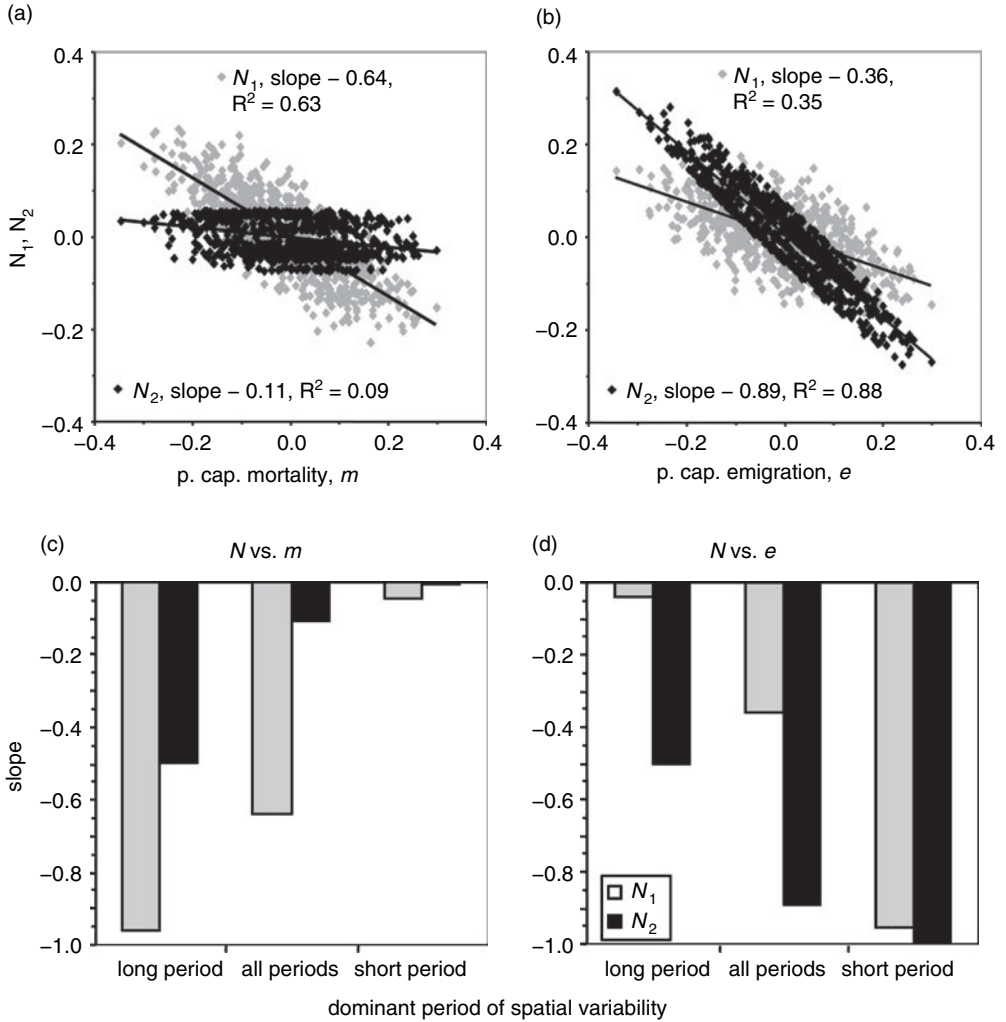 (a)
0.4
0.2
0.0
−0.2
−0.4
N₁, N₂
N₁, slope − 0.64,
R² = 0.63
N₂, slope − 0.11, R² = 0.09
−0.4 −0.2 0.0 0.2 0.4
p. cap. mortality, m
(b)
0.4
0.2
0.0
−0.2
−0.4
N₁, slope − 0.36,
R² = 0.35
N₂, slope − 0.89, R² = 0.88
−0.4 −0.2 0.0 0.2 0.4
p. cap. emigration, e
(c)
N vs. m
0.0
−0.2
−0.4
−0.6
−0.8
−1.0
slope
long period all periods short period
(d)
N vs. e
0.0
−0.2
−0.4
−0.6
−0.8
−1.0
N₁
N₂
long period all periods short period
dominant period of spatial variability